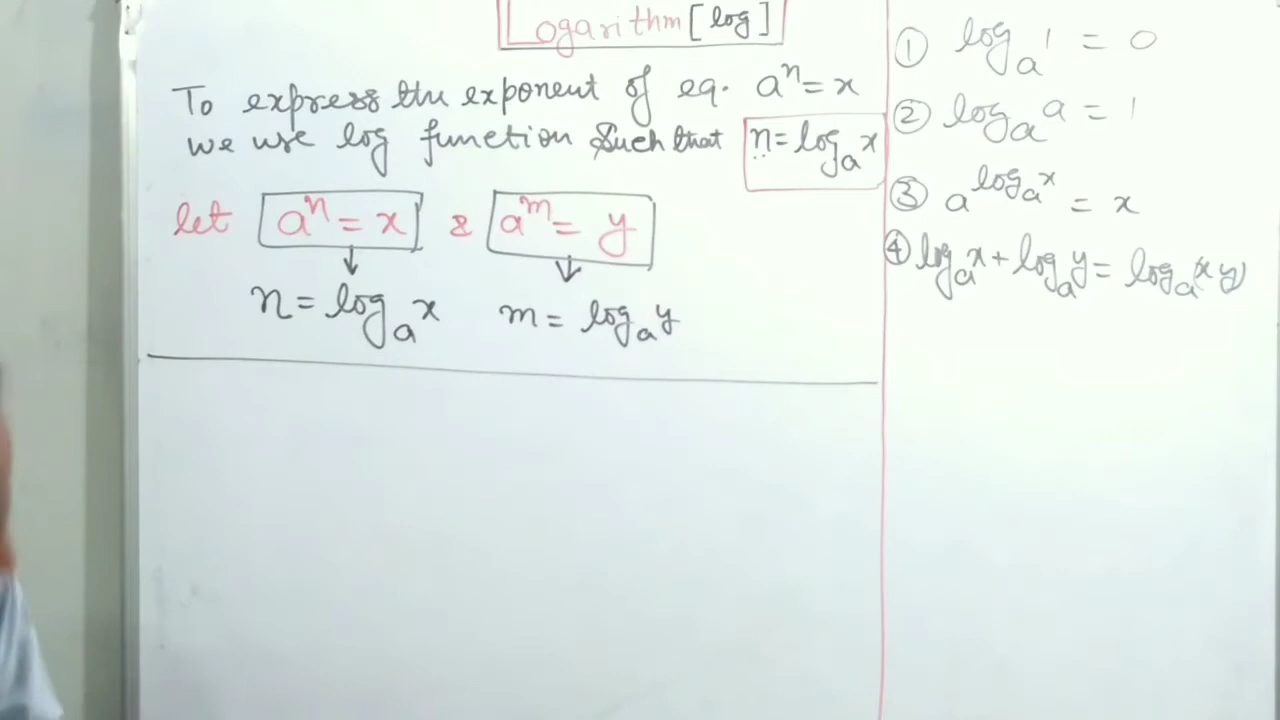 Logarithm [log]
To express the exponent of eq. aⁿ = x
we use log function such that n = logₐx
let aⁿ = x & aᵐ = y
↓ ↓
n = logₐx m = logₐy
① logₐ1 = 0
② logₐa = 1
③ a^logₐx = x
④ logₐx + logₐy = logₐ(xy)